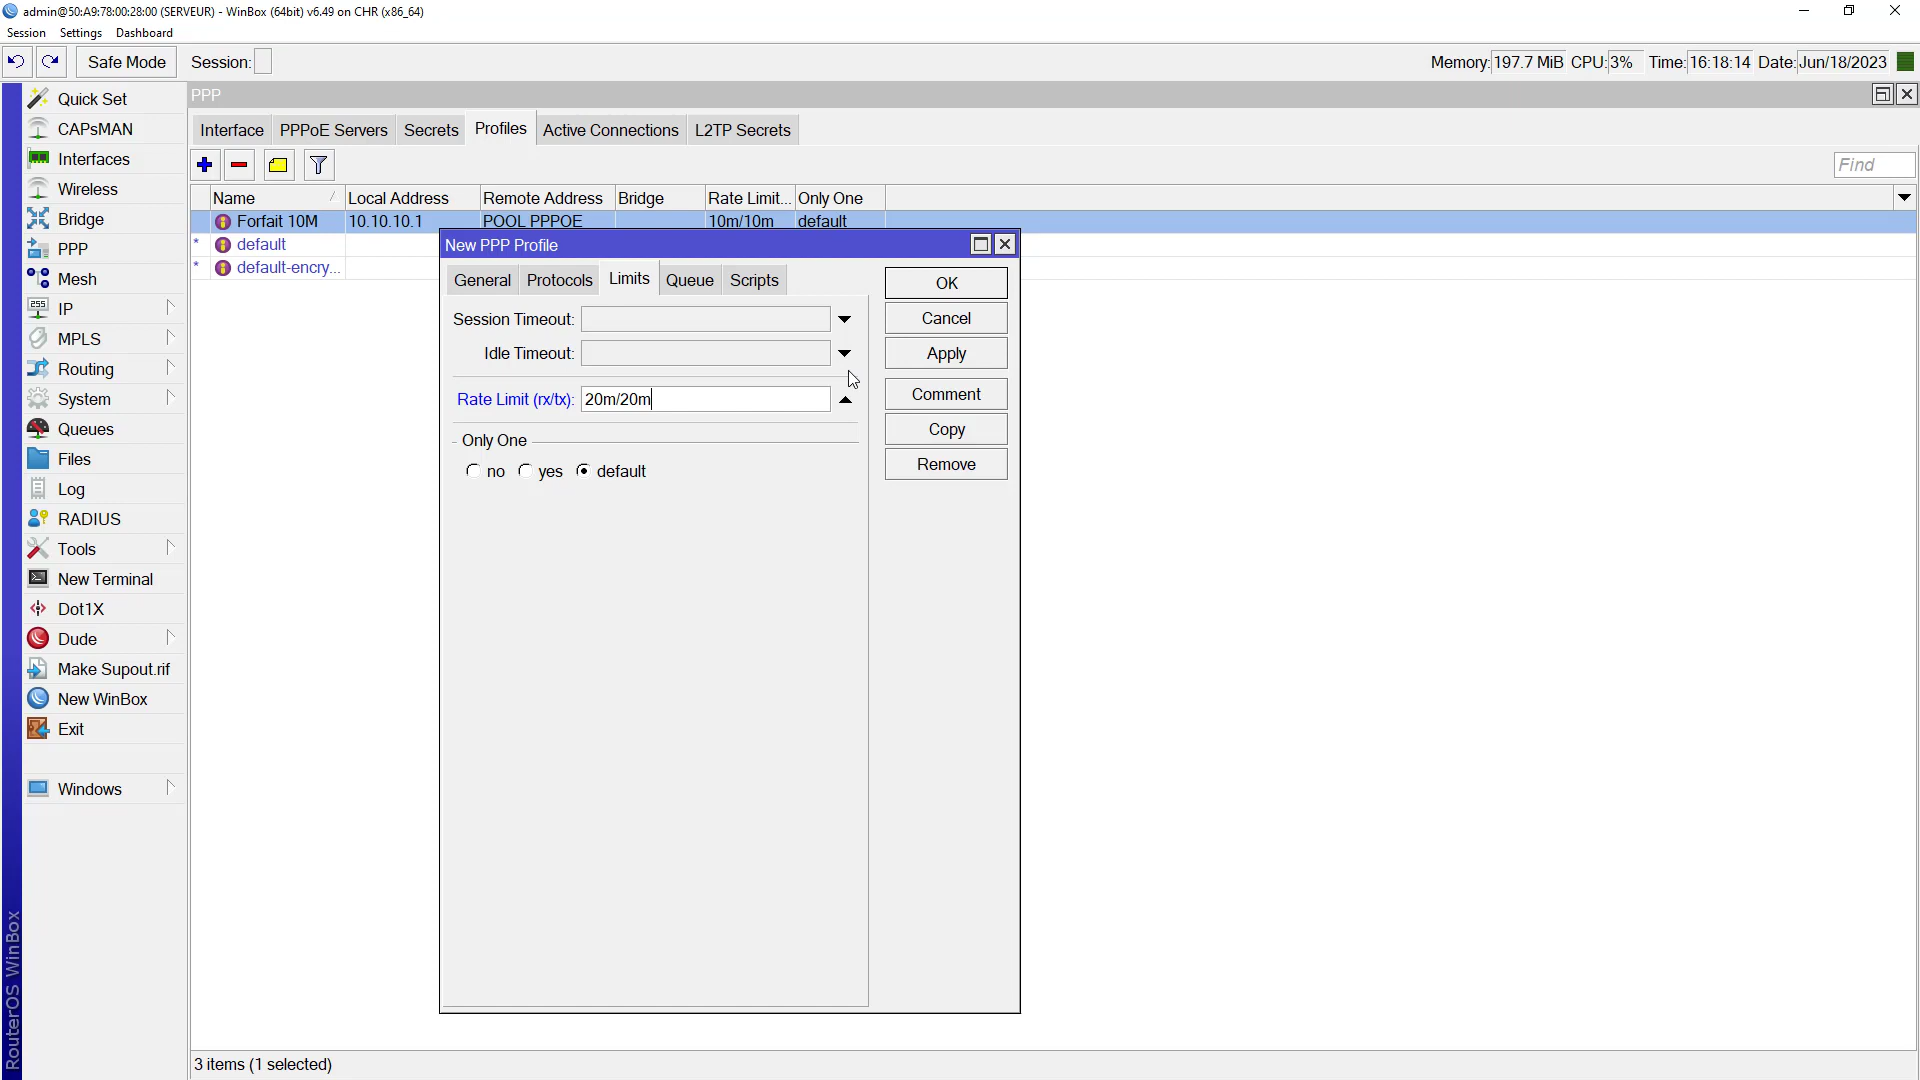 admin@50:A9:78:00:28:00 (SERVEUR) - WinBox (64bit) v6.49 on CHR (x86_64)
Session Settings Dashboard
Safe Mode Session: Memory: 197.7 MiB CPU: 3% Time: 16:18:14 Date: Jun/18/2023
Quick Set
CAPsMAN
Interfaces
Wireless
Bridge
PPP
Mesh
IP
MPLS
Routing
System
Queues
Files
Log
RADIUS
Tools
New Terminal
Dot1X
Dude
Make Supout.rif
New WinBox
Exit
Windows
RouterOS WinBox
PPP
Interface PPPoE Servers Secrets Profiles Active Connections L2TP Secrets
Find
Name Local Address Remote Address Bridge Rate Limit... Only One
Forfait 10M 10.10.10.1 POOL PPPOE 10m/10m default
* default
* default-encry...
New PPP Profile
General Protocols Limits Queue Scripts
Session Timeout:
Idle Timeout:
Rate Limit (rx/tx): 20m/20m
Only One
no yes default
OK
Cancel
Apply
Comment
Copy
Remove
3 items (1 selected)